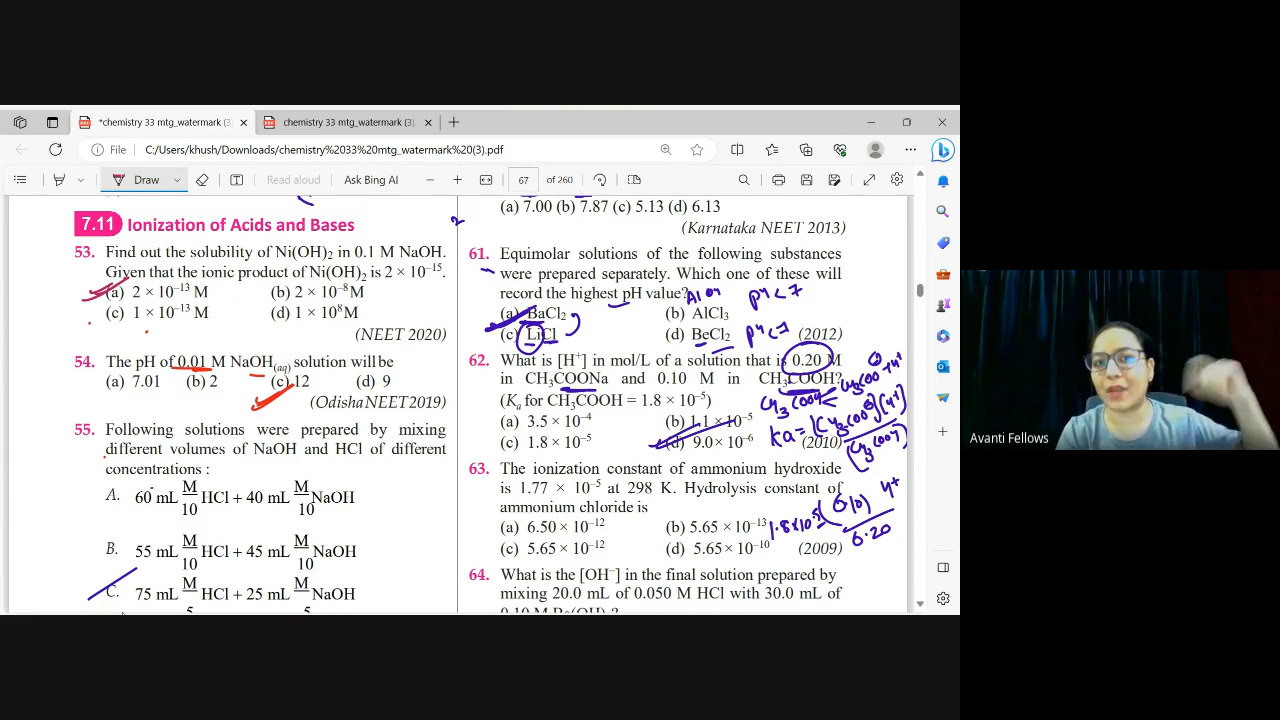 *chemistry 33 mtg_watermark (3).
chemistry 33 mtg_watermark (3).
File C:/Users/khush/Downloads/chemistry%2033%20mtg_watermark%20(3).pdf
Draw Read aloud Ask Bing AI 67 of 260
7.11 Ionization of Acids and Bases
53. Find out the solubility of Ni(OH)₂ in 0.1 M NaOH.
Given that the ionic product of Ni(OH)₂ is 2 × 10⁻¹⁵.
(a) 2 × 10⁻¹³ M (b) 2 × 10⁻⁸ M
(c) 1 × 10⁻¹³ M (d) 1 × 10⁸ M
(NEET 2020)
54. The pH of 0.01 M NaOH(aq) solution will be
(a) 7.01 (b) 2 (c) 12 (d) 9
(Odisha NEET 2019)
55. Following solutions were prepared by mixing
different volumes of NaOH and HCl of different
concentrations :
A. 60 mL M/10 HCl + 40 mL M/10 NaOH
B. 55 mL M/10 HCl + 45 mL M/10 NaOH
C. 75 mL M/5 HCl + 25 mL M/5 NaOH
2
(a) 7.00 (b) 7.87 (c) 5.13 (d) 6.13
(Karnataka NEET 2013)
61. Equimolar solutions of the following substances
were prepared separately. Which one of these will
record the highest pH value?
(a) BaCl₂ (b) AlCl₃
(c) LiCl (d) BeCl₂ (2012)
pH < 7
pH < 7
62. What is [H⁺] in mol/L of a solution that is 0.20 M
in CH₃COONa and 0.10 M in CH₃COOH?
(Kₐ for CH₃COOH = 1.8 × 10⁻⁵)
(a) 3.5 × 10⁻⁴ (b) 1.1 × 10⁻⁵
(c) 1.8 × 10⁻⁵ (d) 9.0 × 10⁻⁶ (2010)
CH₃COOH
CH₃COO⁻ + H⁺
Ka = (CH₃COO⁻)(H⁺)
(CH₃COOH)
63. The ionization constant of ammonium hydroxide
is 1.77 × 10⁻⁵ at 298 K. Hydrolysis constant of
ammonium chloride is
(a) 6.50 × 10⁻¹² (b) 5.65 × 10⁻¹³
(c) 5.65 × 10⁻¹² (d) 5.65 × 10⁻¹⁰ (2009)
1.8×10⁻⁵ (0.10) H⁺
0.20
64. What is the [OH⁻] in the final solution prepared by
mixing 20.0 mL of 0.050 M HCl with 30.0 mL of
0.10 M Ba(OH)₂?
Avanti Fellows